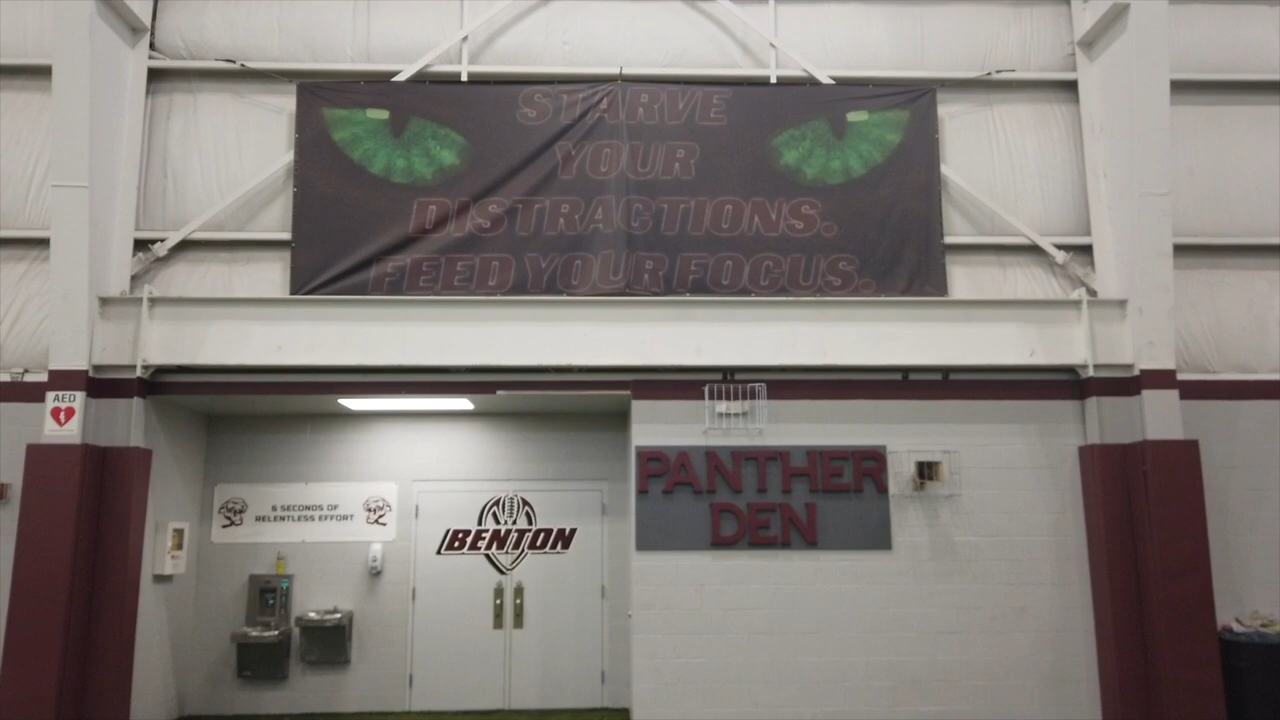 STARVE
YOUR
DISTRACTIONS.
FEED YOUR FOCUS.
AED
PANTHER
DEN
6 SECONDS OF
RELENTLESS EFFORT
BENTON